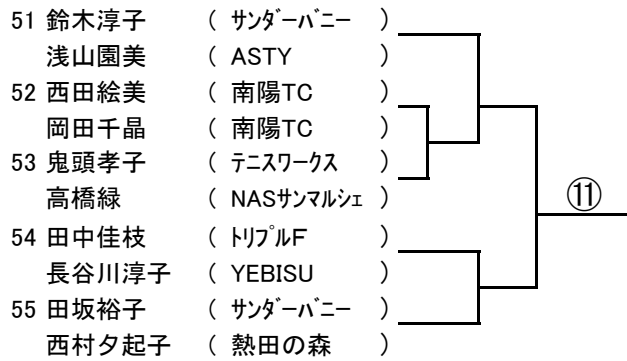 51 鈴木淳子 ( ｻﾝﾀﾞｰﾊﾞﾆｰ )
浅山園美 ( ASTY )
52 西田絵美 ( 南陽TC )
岡田千晶 ( 南陽TC )
53 鬼頭孝子 ( ﾃﾆｽﾜｰｸｽ )
高橋緑 ( NASｻﾝﾏﾙｼｪ )
⑪
54 田中佳枝 ( ﾄﾘﾌﾟﾙF )
長谷川淳子 ( YEBISU )
55 田坂裕子 ( ｻﾝﾀﾞｰﾊﾞﾆｰ )
西村夕起子 ( 熱田の森 )